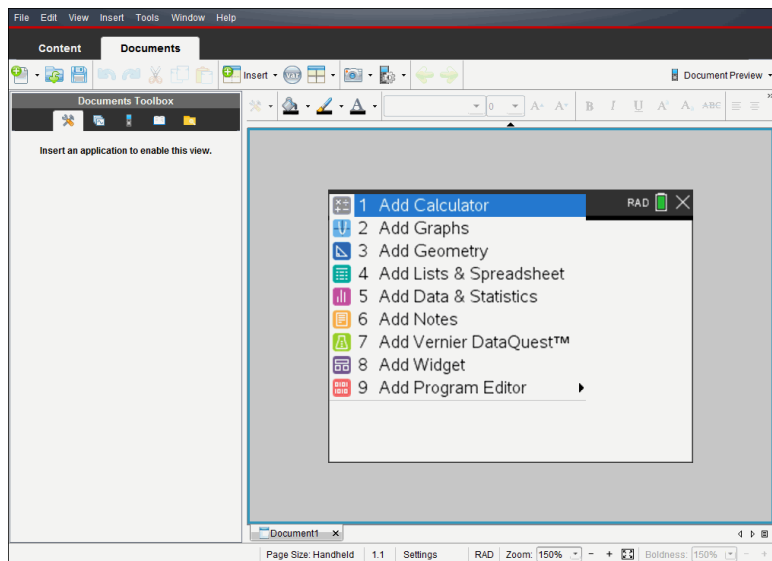 File Edit View Insert Tools Window Help
Content Documents
Insert Document Preview
Documents Toolbox
0 A A B I U A A ABC
Insert an application to enable this view.
RAD
1 Add Calculator
2 Add Graphs
3 Add Geometry
4 Add Lists & Spreadsheet
5 Add Data & Statistics
6 Add Notes
7 Add Vernier DataQuest™
8 Add Widget
9 Add Program Editor
Document1
Page Size: Handheld 1.1 Settings RAD Zoom: 150% - + Boldness: 150% - +